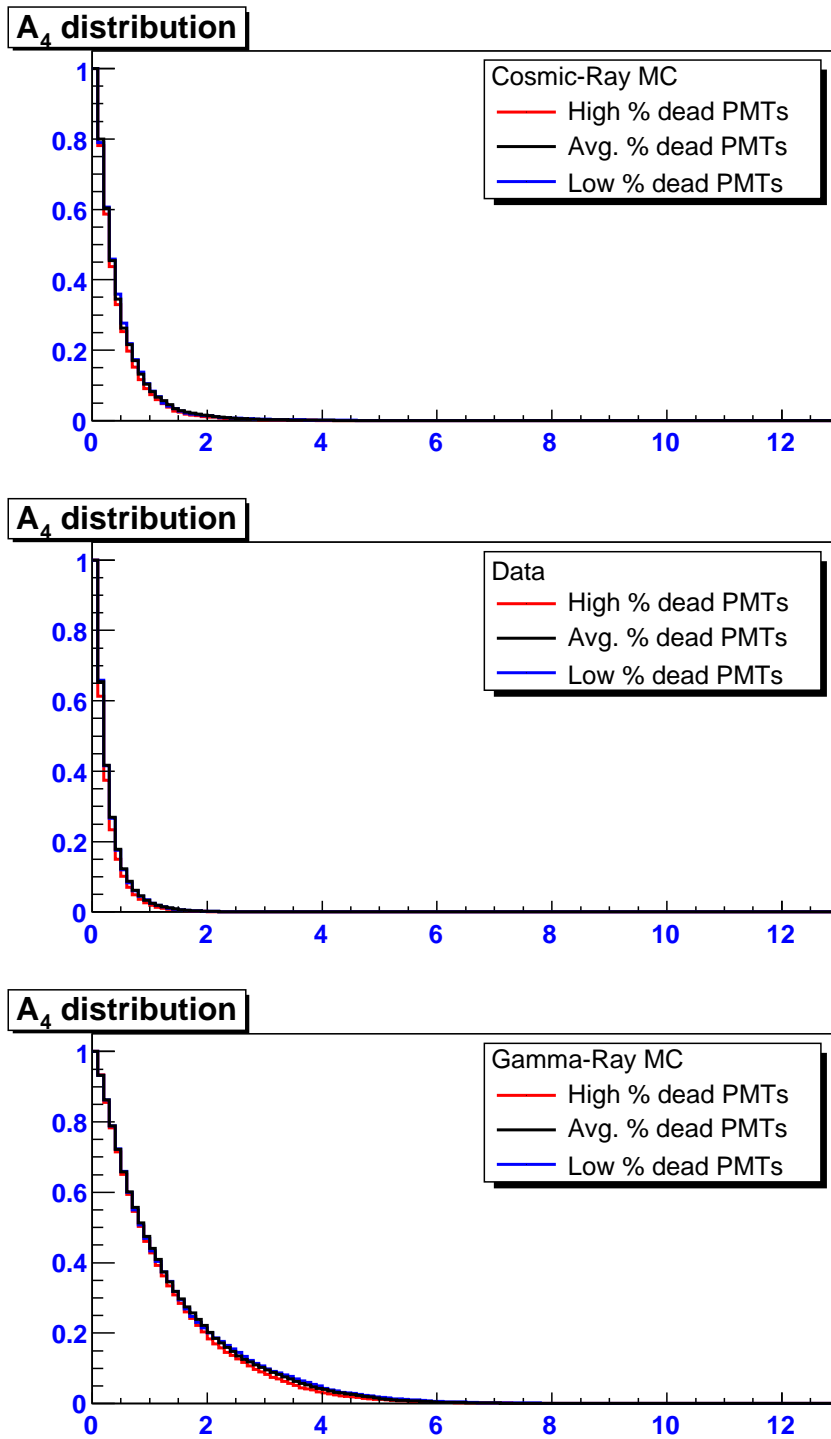 A4 distribution
Cosmic-Ray MC
High % dead PMTs
Avg. % dead PMTs
Low % dead PMTs
1
0.8
0.6
0.4
0.2
0
0 2 4 6 8 10 12
A4 distribution
Data
High % dead PMTs
Avg. % dead PMTs
Low % dead PMTs
1
0.8
0.6
0.4
0.2
0
0 2 4 6 8 10 12
A4 distribution
Gamma-Ray MC
High % dead PMTs
Avg. % dead PMTs
Low % dead PMTs
1
0.8
0.6
0.4
0.2
0
0 2 4 6 8 10 12